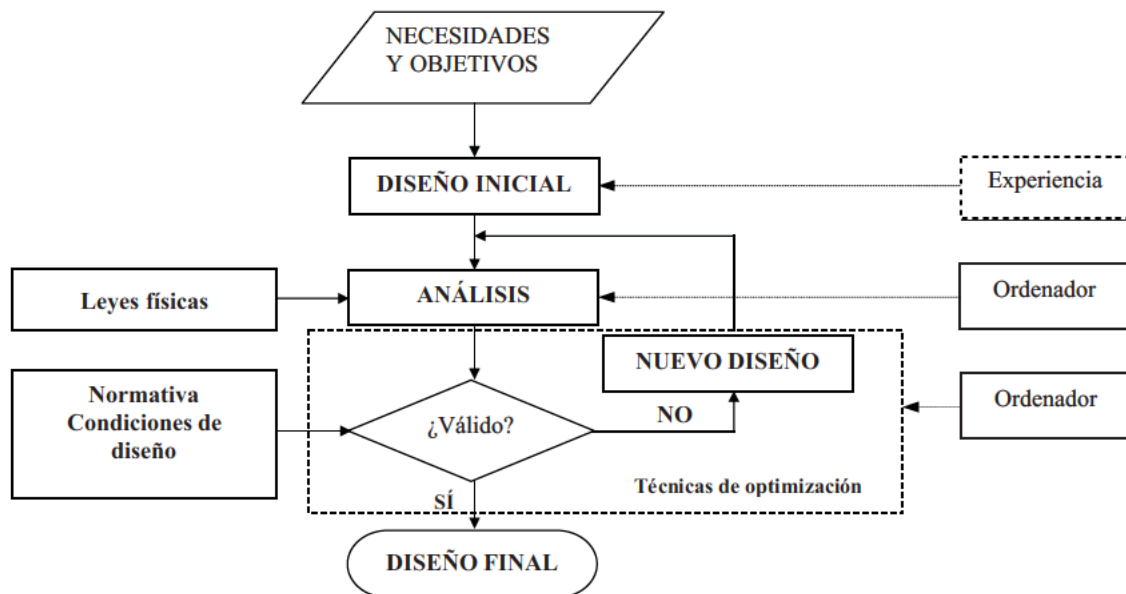 NECESIDADES
Y OBJETIVOS
DISEÑO INICIAL
Experiencia
Leyes físicas
ANÁLISIS
Ordenador
NUEVO DISEÑO
Normativa
Condiciones de
diseño
¿Válido?
NO
Ordenador
Técnicas de optimización
SÍ
DISEÑO FINAL